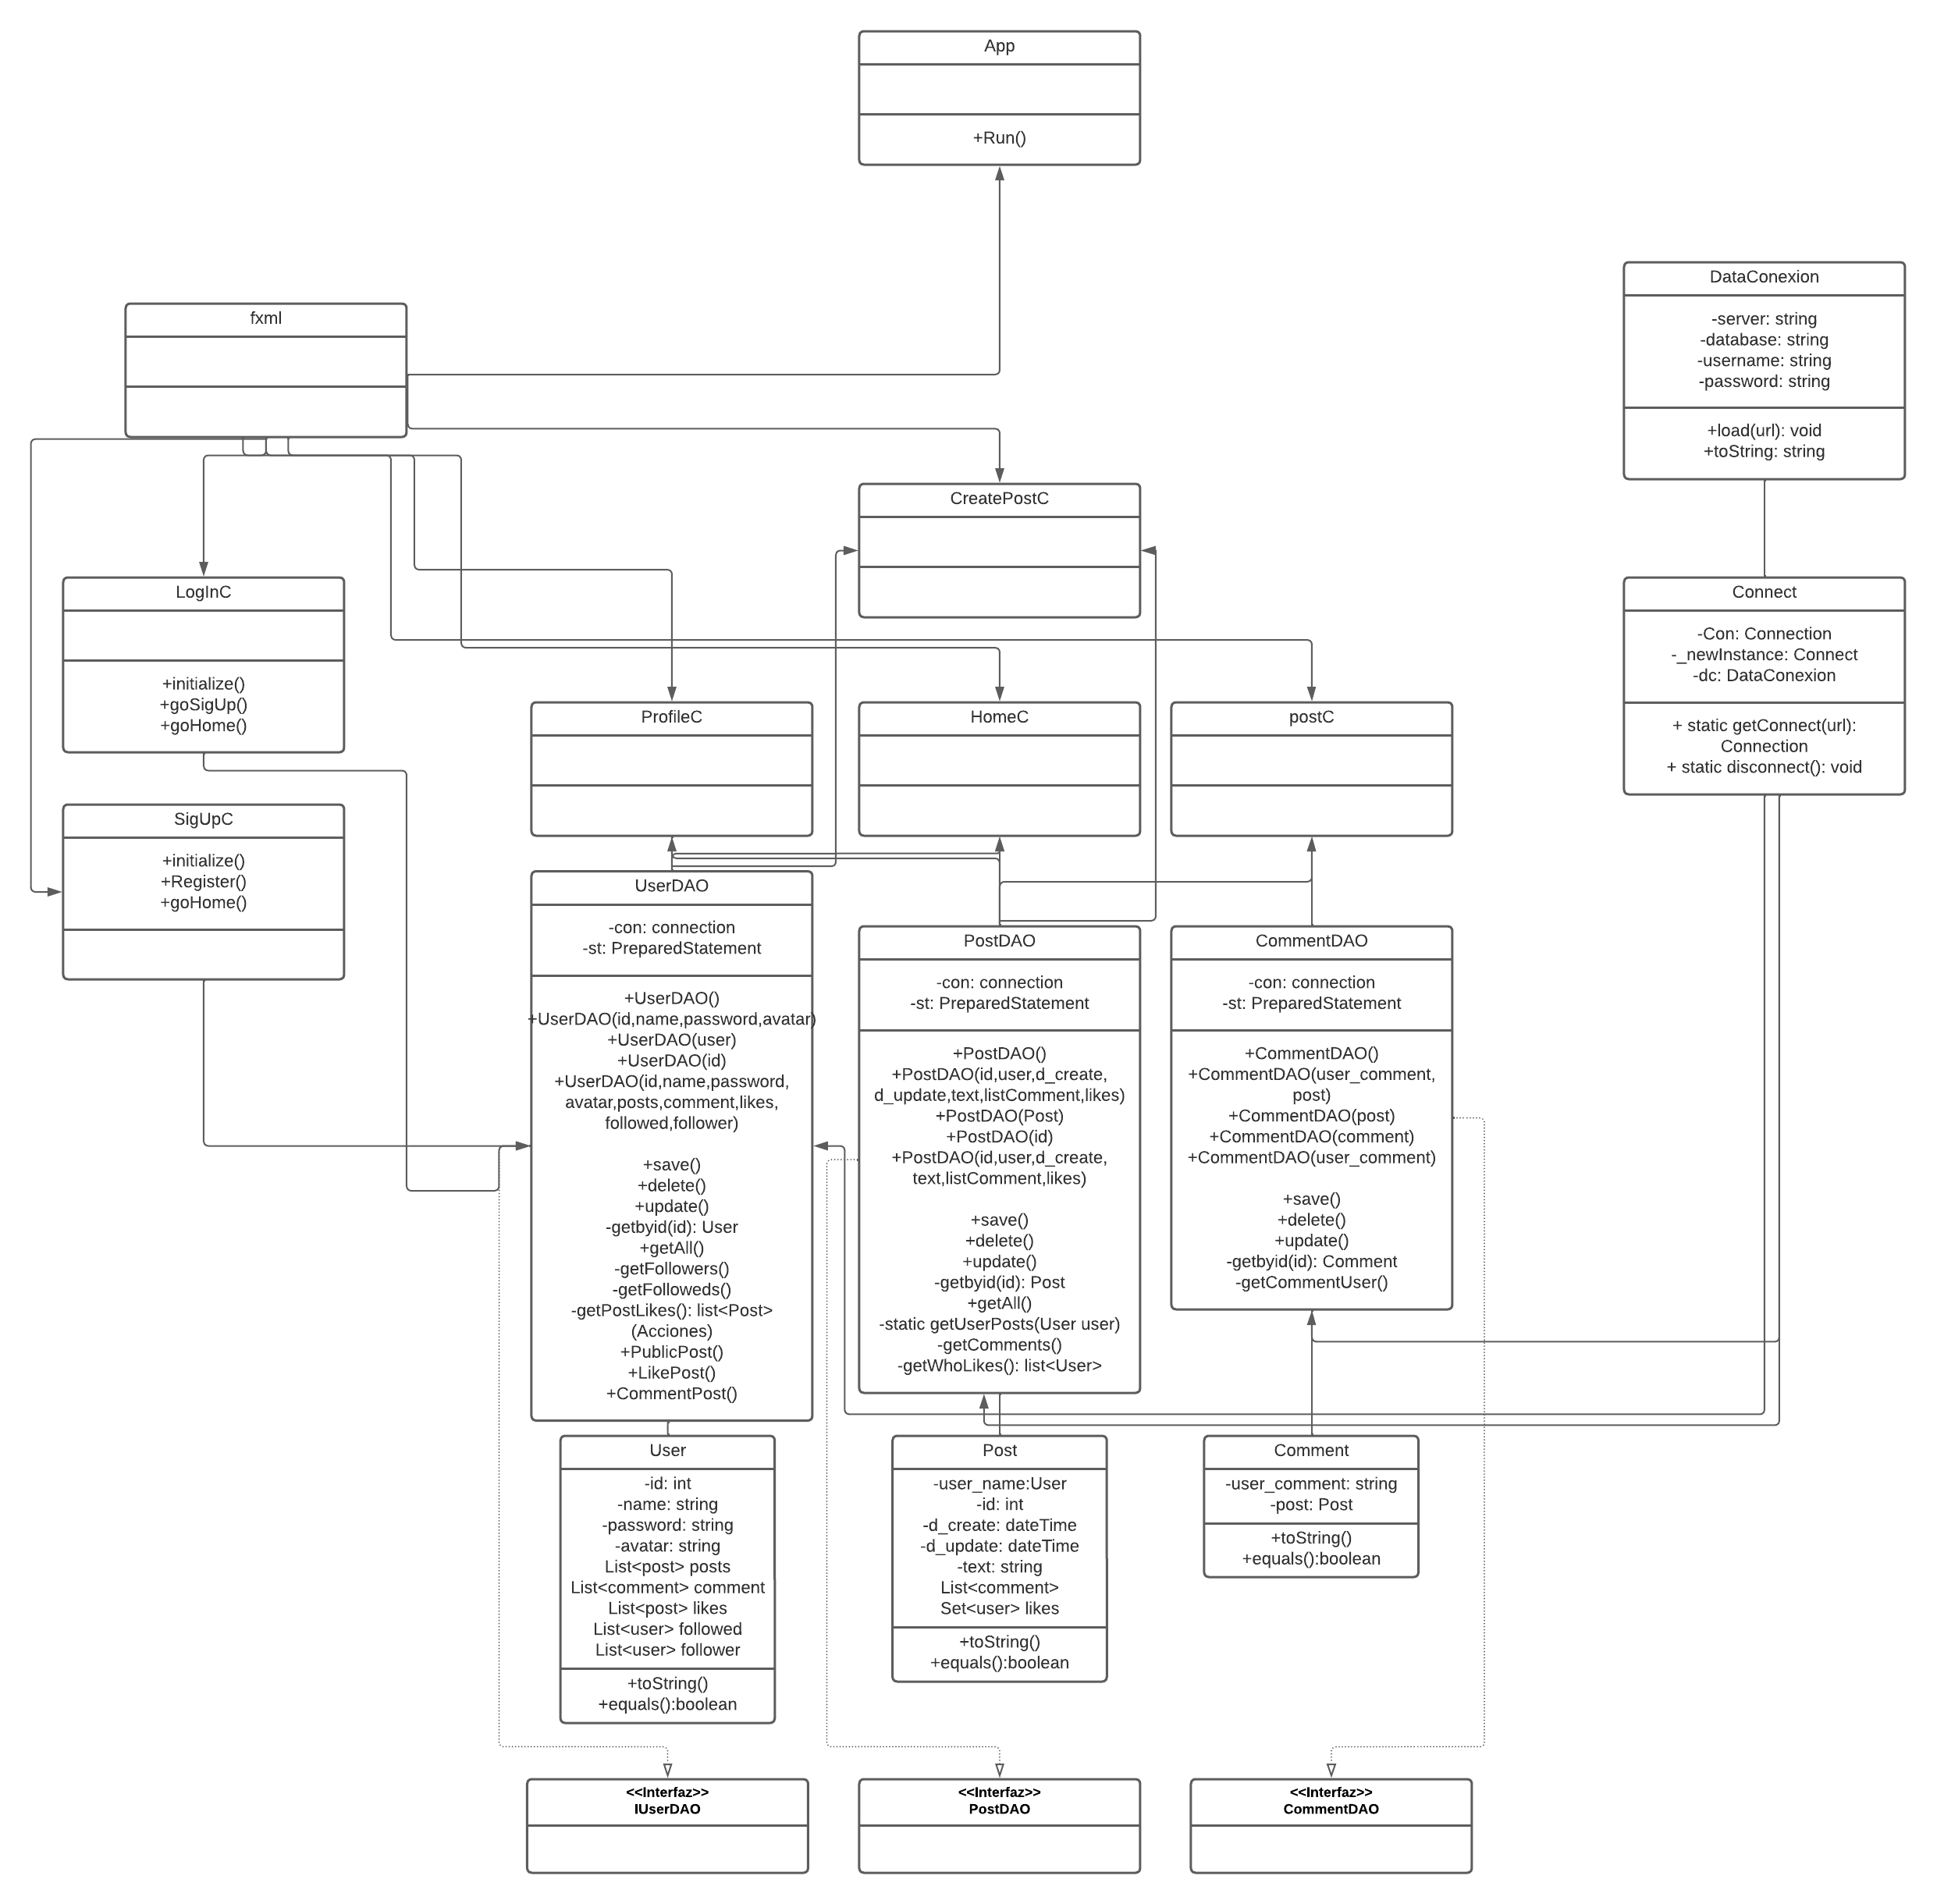 App
+Run()
fxml
DataConexion
-server: string
-database: string
-username: string
-password: string
+load(url): void
+toString: string
CreatePostC
LogInC
+initialize()
+goSigUp()
+goHome()
Connect
-Con: Connection
-_newInstance: Connect
-dc: DataConexion
+ static getConnect(url):
Connection
+ static disconnect(): void
ProfileC
HomeC
postC
SigUpC
+initialize()
+Register()
+goHome()
UserDAO
-con: connection
-st: PreparedStatement
+UserDAO()
+UserDAO(id,name,password,avatar)
+UserDAO(user)
+UserDAO(id)
+UserDAO(id,name,password,
avatar,posts,comment,likes,
followed,follower)
+save()
+delete()
+update()
-getbyid(id): User
+getAll()
-getFollowers()
-getFolloweds()
-getPostLikes(): list<Post>
(Acciones)
+PublicPost()
+LikePost()
+CommentPost()
PostDAO
-con: connection
-st: PreparedStatement
+PostDAO()
+PostDAO(id,user,d_create,
d_update,text,listComment,likes)
+PostDAO(Post)
+PostDAO(id)
+PostDAO(id,user,d_create,
text,listComment,likes)
+save()
+delete()
+update()
-getbyid(id): Post
+getAll()
-static getUserPosts(User user)
-getComments()
-getWhoLikes(): list<User>
CommentDAO
-con: connection
-st: PreparedStatement
+CommentDAO()
+CommentDAO(user_comment,
post)
+CommentDAO(post)
+CommentDAO(comment)
+CommentDAO(user_comment)
+save()
+delete()
+update()
-getbyid(id): Comment
-getCommentUser()
User
-id: int
-name: string
-password: string
-avatar: string
List<post> posts
List<comment> comment
List<post> likes
List<user> followed
List<user> follower
+toString()
+equals():boolean
Post
-user_name:User
-id: int
-d_create: dateTime
-d_update: dateTime
-text: string
List<comment>
Set<user> likes
+toString()
+equals():boolean
Comment
-user_comment: string
-post: Post
+toString()
+equals():boolean
<<Interfaz>>
IUserDAO
<<Interfaz>>
PostDAO
<<Interfaz>>
CommentDAO